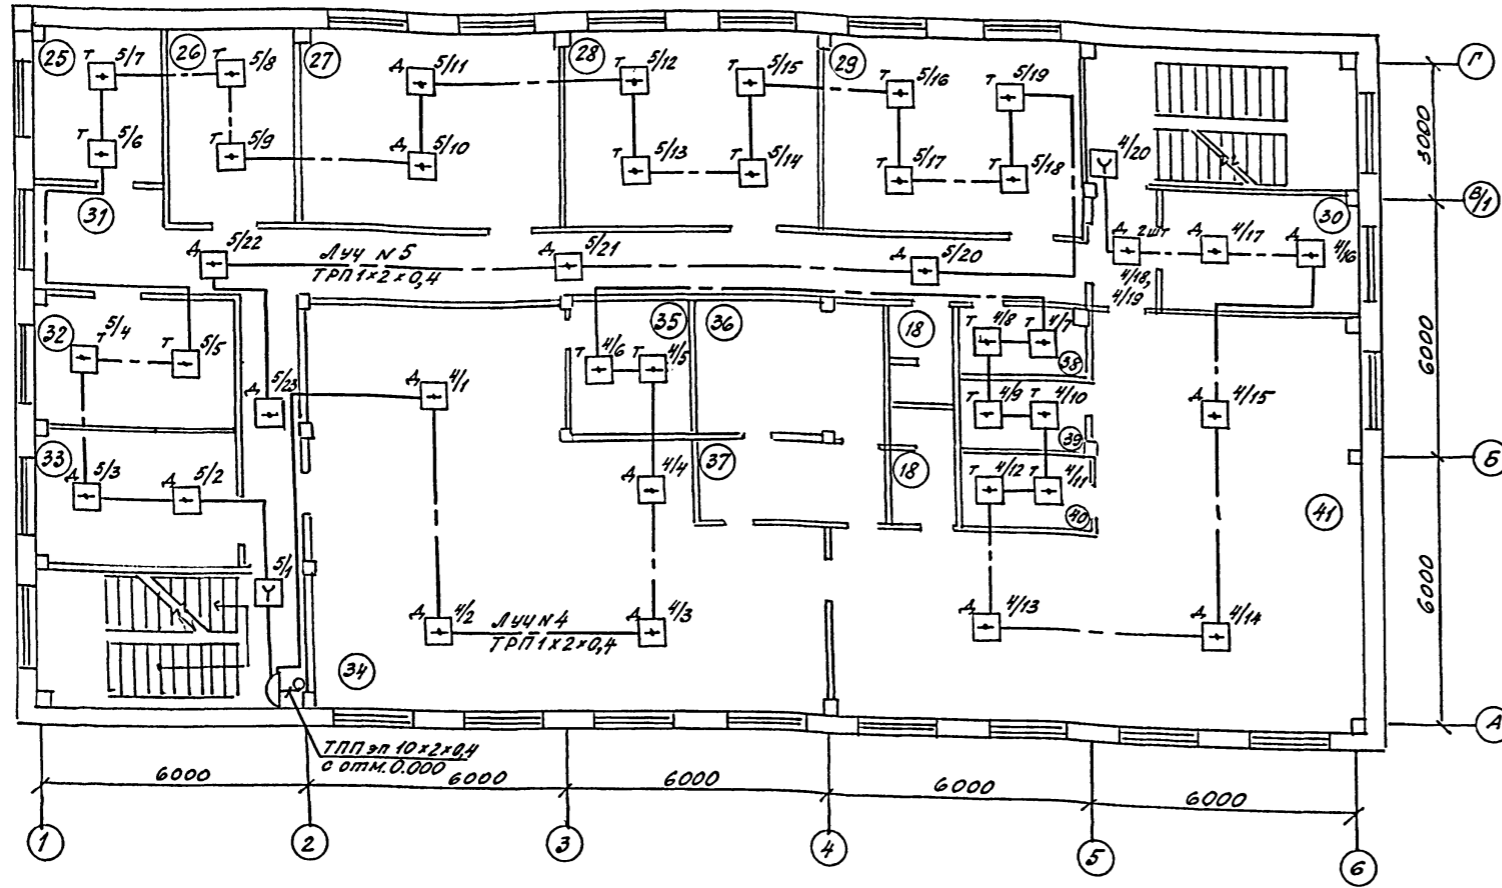 25 Т 5/7 26 Т 5/8 27 Д 5/11 28 Т 5/12 Т 5/15 29 Т 5/16 Т 5/19
Г
3000
Т 5/6 Т 5/9 Д 5/10 Т 5/13 Т 5/14 Т 5/17 Т 5/18 4/20
31 30
В/1
Д 5/22 Д 5/21 Д 5/20 Д 2шт Д 4/17 Д 4/16
Луч N 5
ТРП 1×2×0,4
4/18,
4/19
6000
32 Т 5/4 Т 5/5 35 36 18 Т 4/8 Т 4/7 38
Т 4/6 Т 4/5
Д 5/23 Д 4/1 Т 4/9 Т 4/10 39 Д 4/15
33 Д 5/3 Д 5/2 Д 4/4 37 18 Т 4/12 Т 4/11 40 41
Б
6000
5/1
Д 4/2 Д 4/3 Д 4/13 Д 4/14
Луч N 4
ТРП 1×2×0,4
34
А
ТПП эп 10×2×0,4
с отм. 0.000
6000 6000 6000 6000 6000
1 2 3 4 5 6